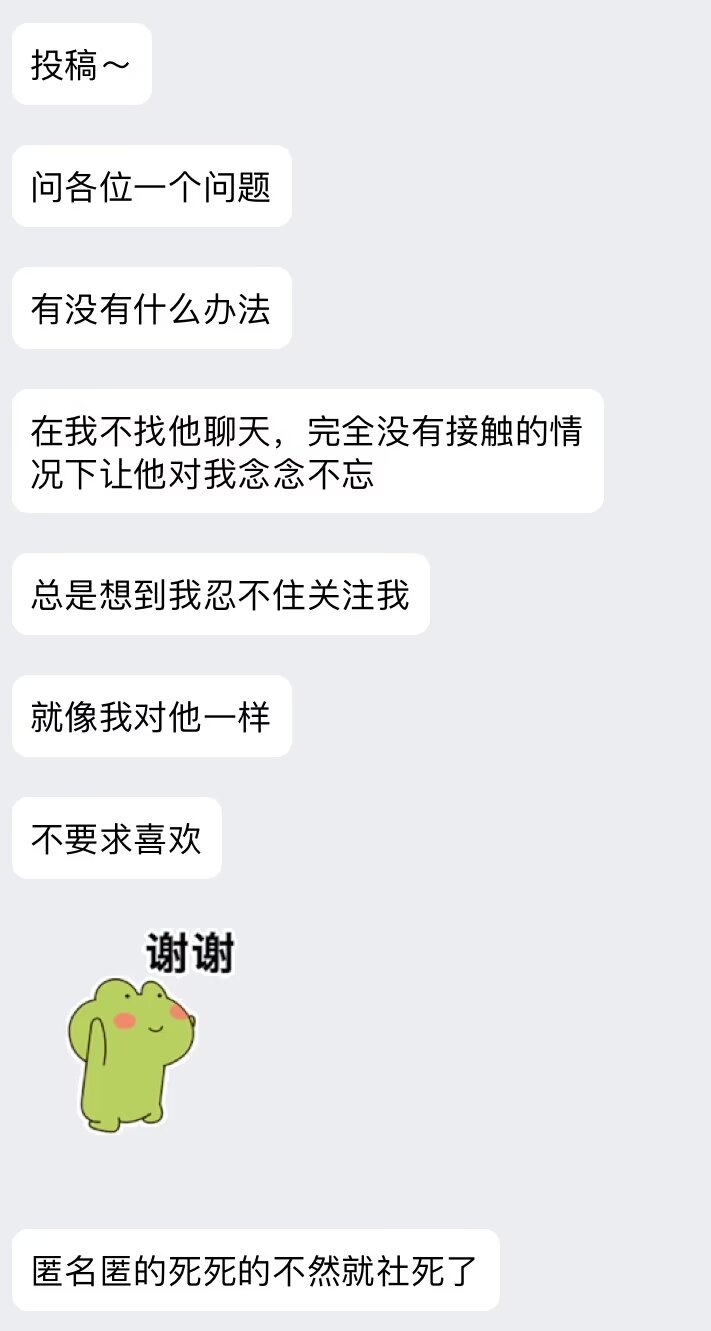 投稿～
问各位一个问题
有没有什么办法
在我不找他聊天，完全没有接触的情
况下让他对我念念不忘
总是想到我忍不住关注我
就像我对他一样
不要求喜欢
谢谢
匿名匿的死死的不然就社死了